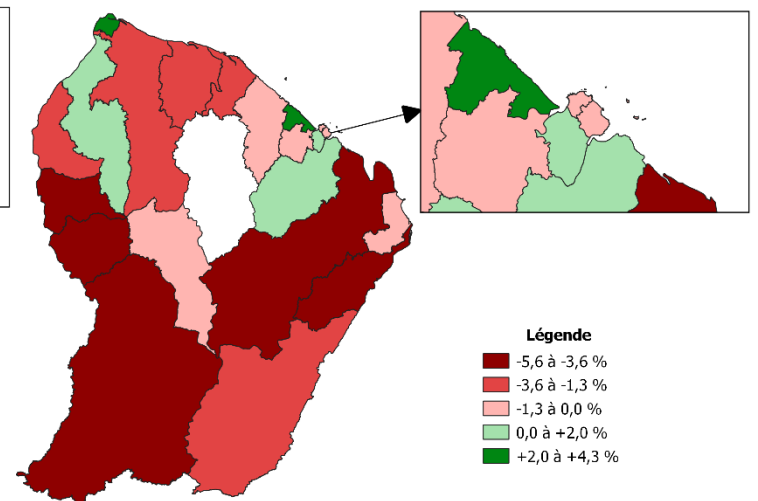 Légende
-5,6 à -3,6 %
-3,6 à -1,3 %
-1,3 à 0,0 %
0,0 à +2,0 %
+2,0 à +4,3 %